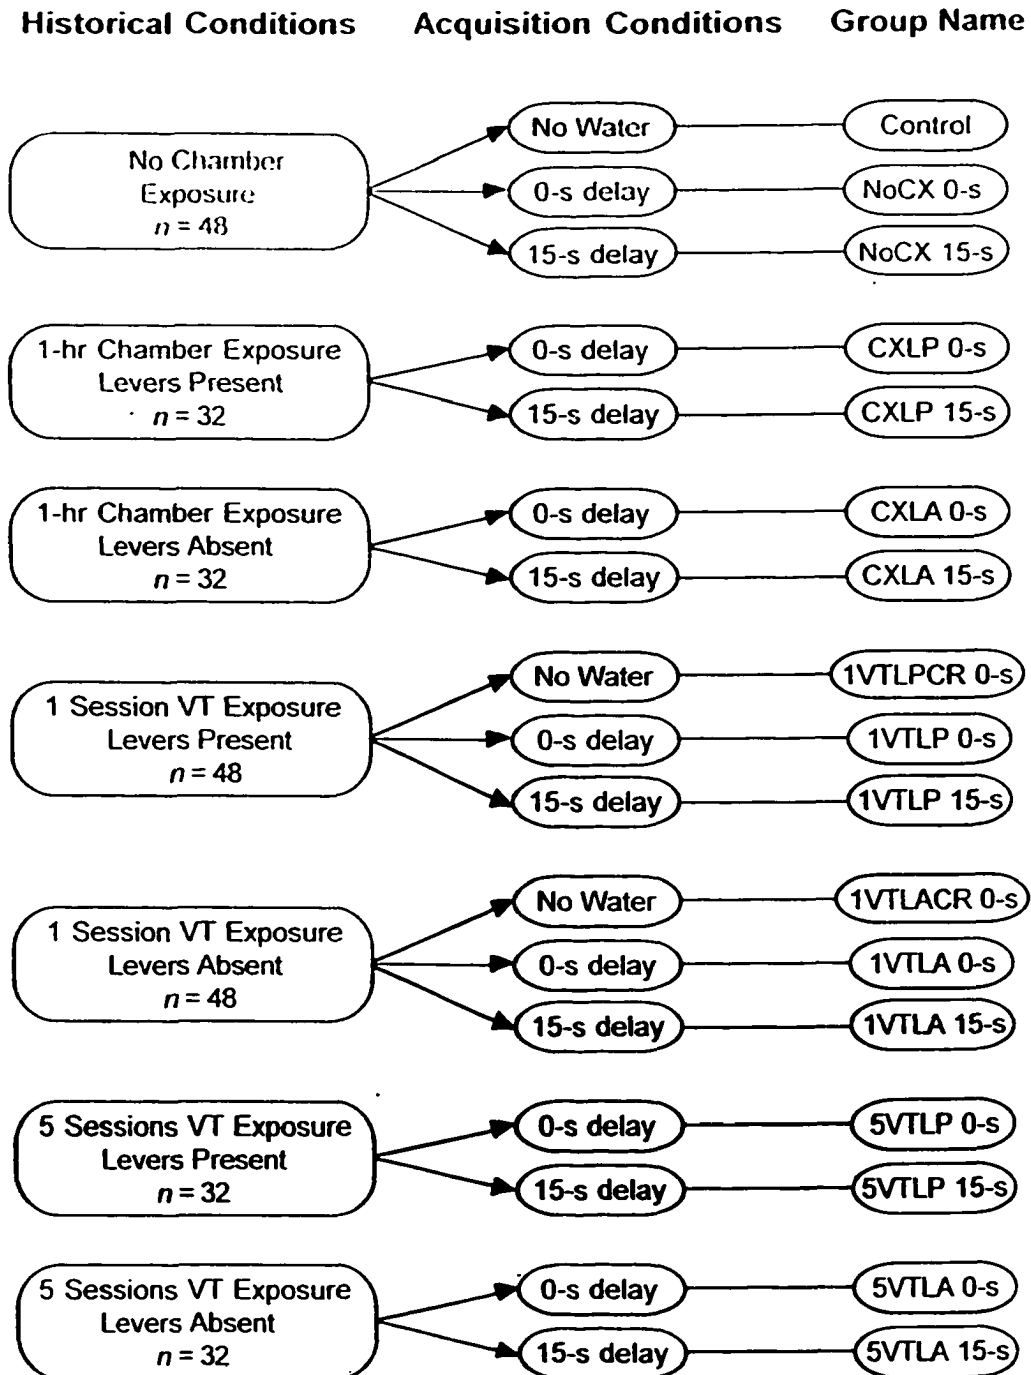 Historical Conditions Acquisition Conditions Group Name
No Chamber
Exposure
n = 48
No Water Control
0-s delay NoCX 0-s
15-s delay NoCX 15-s
1-hr Chamber Exposure
Levers Present
n = 32
0-s delay CXLP 0-s
15-s delay CXLP 15-s
1-hr Chamber Exposure
Levers Absent
n = 32
0-s delay CXLA 0-s
15-s delay CXLA 15-s
1 Session VT Exposure
Levers Present
n = 48
No Water 1VTLPCR 0-s
0-s delay 1VTLP 0-s
15-s delay 1VTLP 15-s
1 Session VT Exposure
Levers Absent
n = 48
No Water 1VTLACR 0-s
0-s delay 1VTLA 0-s
15-s delay 1VTLA 15-s
5 Sessions VT Exposure
Levers Present
n = 32
0-s delay 5VTLP 0-s
15-s delay 5VTLP 15-s
5 Sessions VT Exposure
Levers Absent
n = 32
0-s delay 5VTLA 0-s
15-s delay 5VTLA 15-s